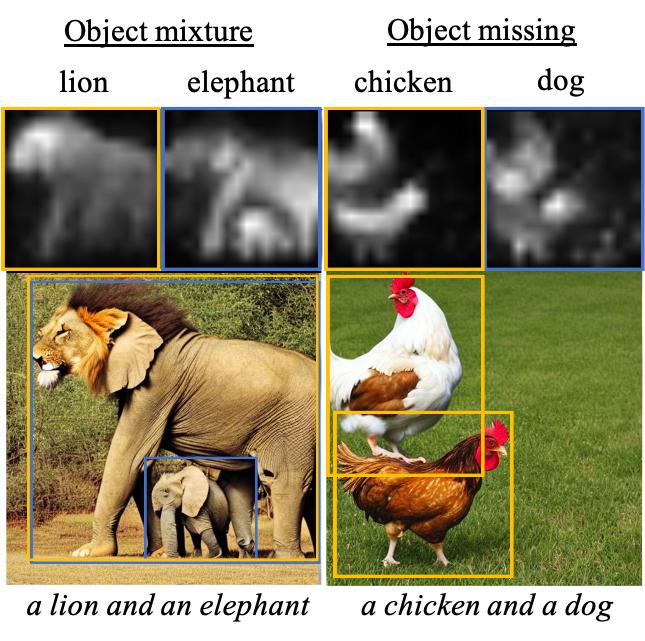 Object mixture
Object missing
lion
elephant
chicken
dog
a lion and an elephant
a chicken and a dog